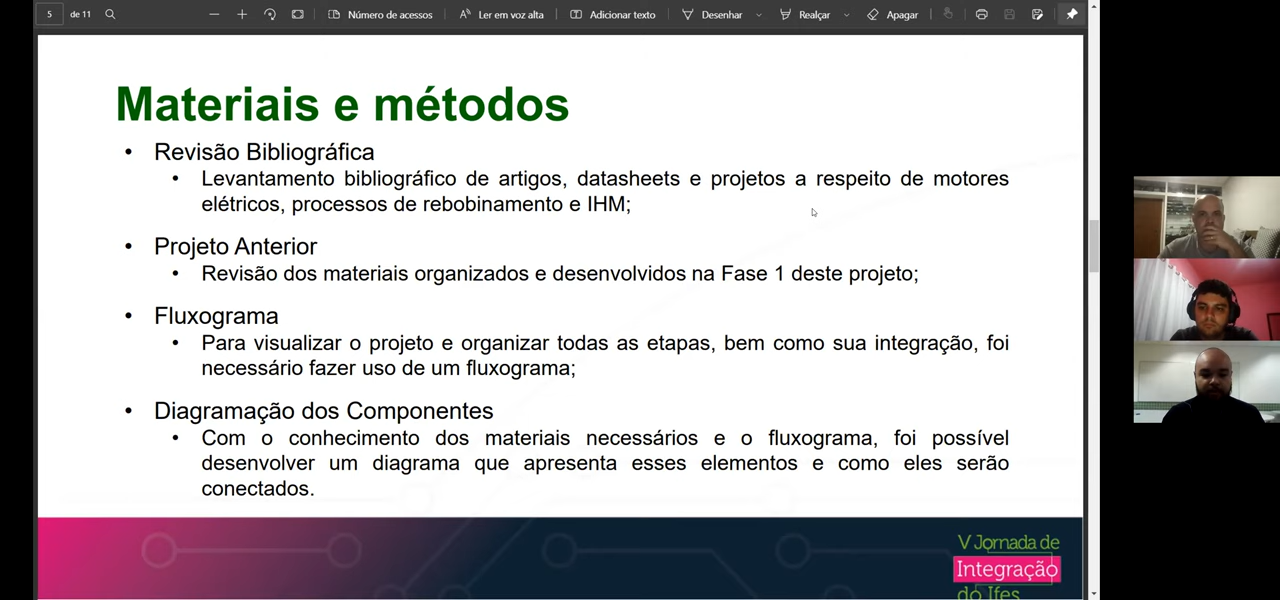 5 de 11 Número de acessos Ler em voz alta Adicionar texto Desenhar Realçar Apagar
Materiais e métodos
• Revisão Bibliográfica
• Levantamento bibliográfico de artigos, datasheets e projetos a respeito de motores
elétricos, processos de rebobinamento e IHM;
• Projeto Anterior
• Revisão dos materiais organizados e desenvolvidos na Fase 1 deste projeto;
• Fluxograma
• Para visualizar o projeto e organizar todas as etapas, bem como sua integração, foi
necessário fazer uso de um fluxograma;
• Diagramação dos Componentes
• Com o conhecimento dos materiais necessários e o fluxograma, foi possível
desenvolver um diagrama que apresenta esses elementos e como eles serão
conectados.
V Jornada de
Integração
do Ifes